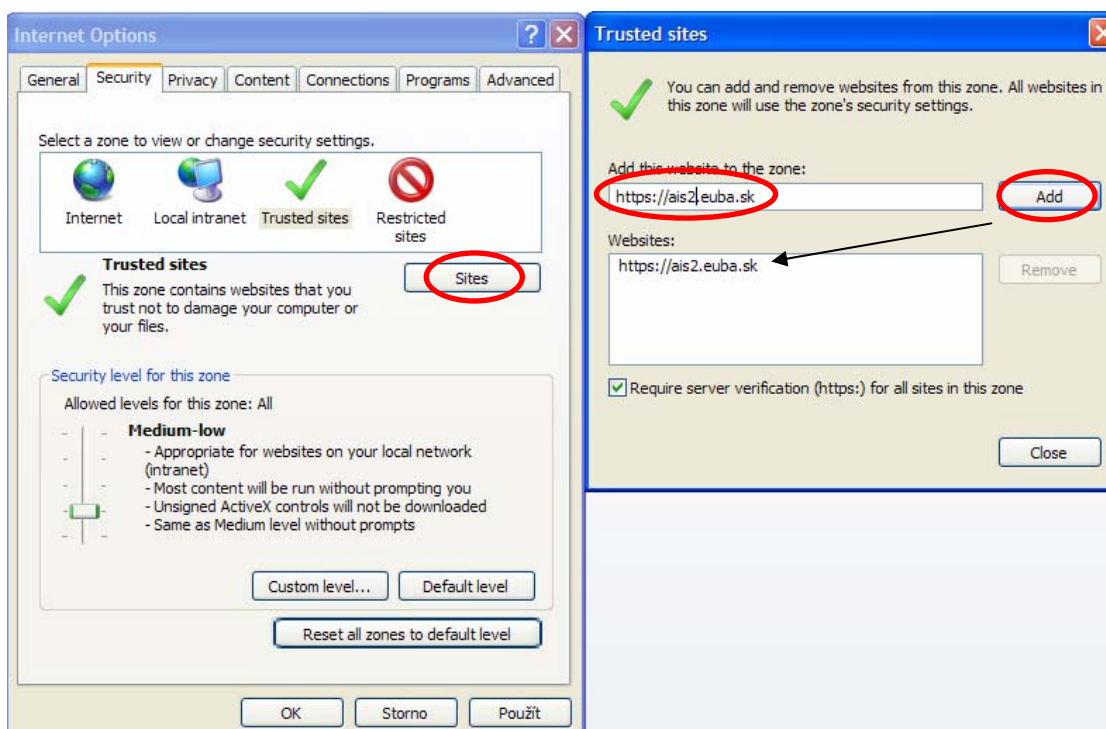 Internet Options
General Security Privacy Content Connections Programs Advanced
Select a zone to view or change security settings.
Internet Local intranet Trusted sites Restricted
sites
Trusted sites
Sites
This zone contains websites that you
trust not to damage your computer or
your files.
Security level for this zone
Allowed levels for this zone: All
Medium-low
- Appropriate for websites on your local network
(intranet)
- Most content will be run without prompting you
- Unsigned ActiveX controls will not be downloaded
- Same as Medium level without prompts
Custom level... Default level
Reset all zones to default level
OK Storno Použít
Trusted sites
You can add and remove websites from this zone. All websites in
this zone will use the zone's security settings.
Add this website to the zone:
https://ais2.euba.sk Add
Websites:
https://ais2.euba.sk Remove
Require server verification (https:) for all sites in this zone
Close